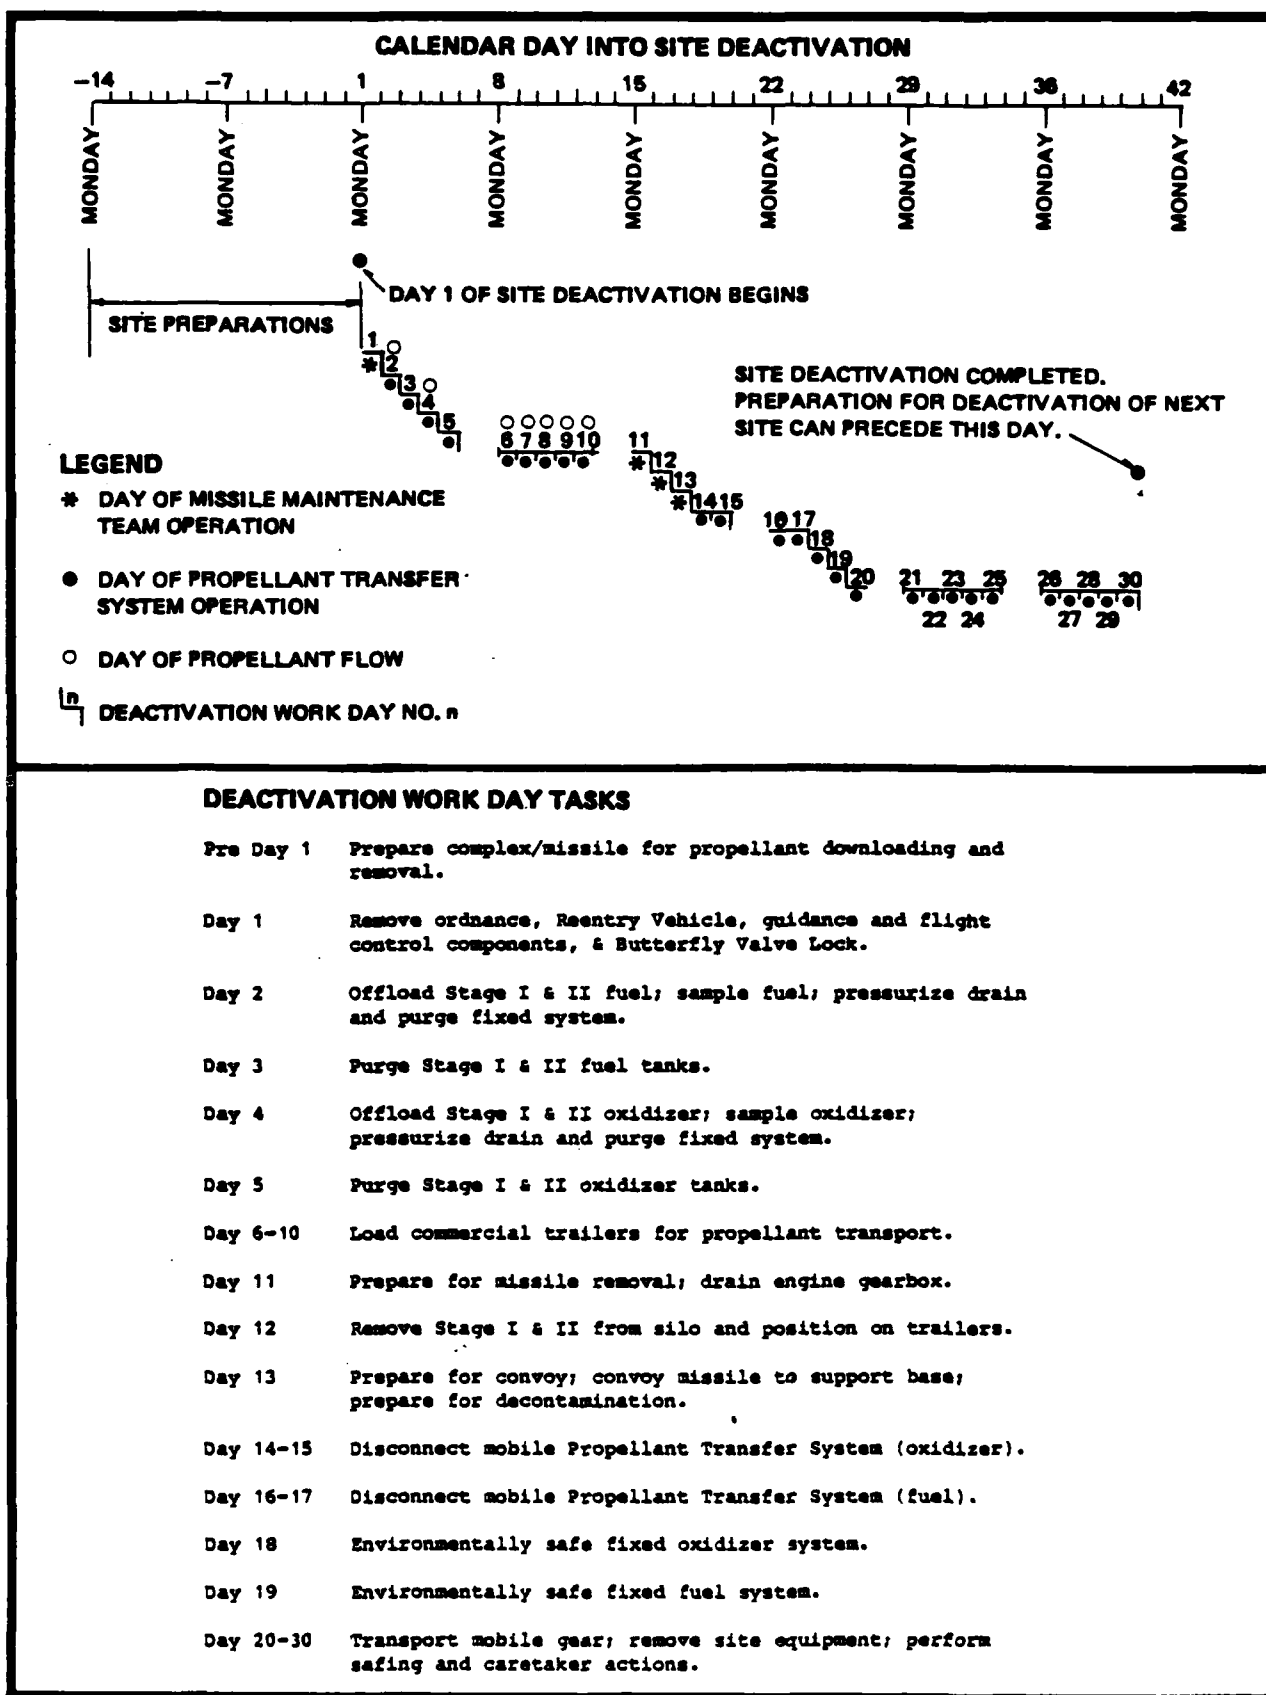 CALENDAR DAY INTO SITE DEACTIVATION
-14 -7 1 8 15 22 29 36 42
MONDAY MONDAY MONDAY MONDAY MONDAY MONDAY MONDAY MONDAY MONDAY
DAY 1 OF SITE DEACTIVATION BEGINS
SITE PREPARATIONS
SITE DEACTIVATION COMPLETED.
PREPARATION FOR DEACTIVATION OF NEXT
SITE CAN PRECEDE THIS DAY.
1 2 3 4 5 6 7 8 9 10 11 12 13 14 15 16 17 18 19 20 21 22 23 24 25 26 27 28 29 30
LEGEND
* DAY OF MISSILE MAINTENANCE
TEAM OPERATION
● DAY OF PROPELLANT TRANSFER
SYSTEM OPERATION
○ DAY OF PROPELLANT FLOW
n DEACTIVATION WORK DAY NO. n
DEACTIVATION WORK DAY TASKS
Pre Day 1 Prepare complex/missile for propellant downloading and
removal.
Day 1 Remove ordnance, Reentry Vehicle, guidance and flight
control components, & Butterfly Valve Lock.
Day 2 Offload Stage I & II fuel; sample fuel; pressurize drain
and purge fixed system.
Day 3 Purge Stage I & II fuel tanks.
Day 4 Offload Stage I & II oxidizer; sample oxidizer;
pressurize drain and purge fixed system.
Day 5 Purge Stage I & II oxidizer tanks.
Day 6-10 Load commercial trailers for propellant transport.
Day 11 Prepare for missile removal; drain engine gearbox.
Day 12 Remove Stage I & II from silo and position on trailers.
Day 13 Prepare for convoy; convoy missile to support base;
prepare for decontamination.
Day 14-15 Disconnect mobile Propellant Transfer System (oxidizer).
Day 16-17 Disconnect mobile Propellant Transfer System (fuel).
Day 18 Environmentally safe fixed oxidizer system.
Day 19 Environmentally safe fixed fuel system.
Day 20-30 Transport mobile gear; remove site equipment; perform
safing and caretaker actions.